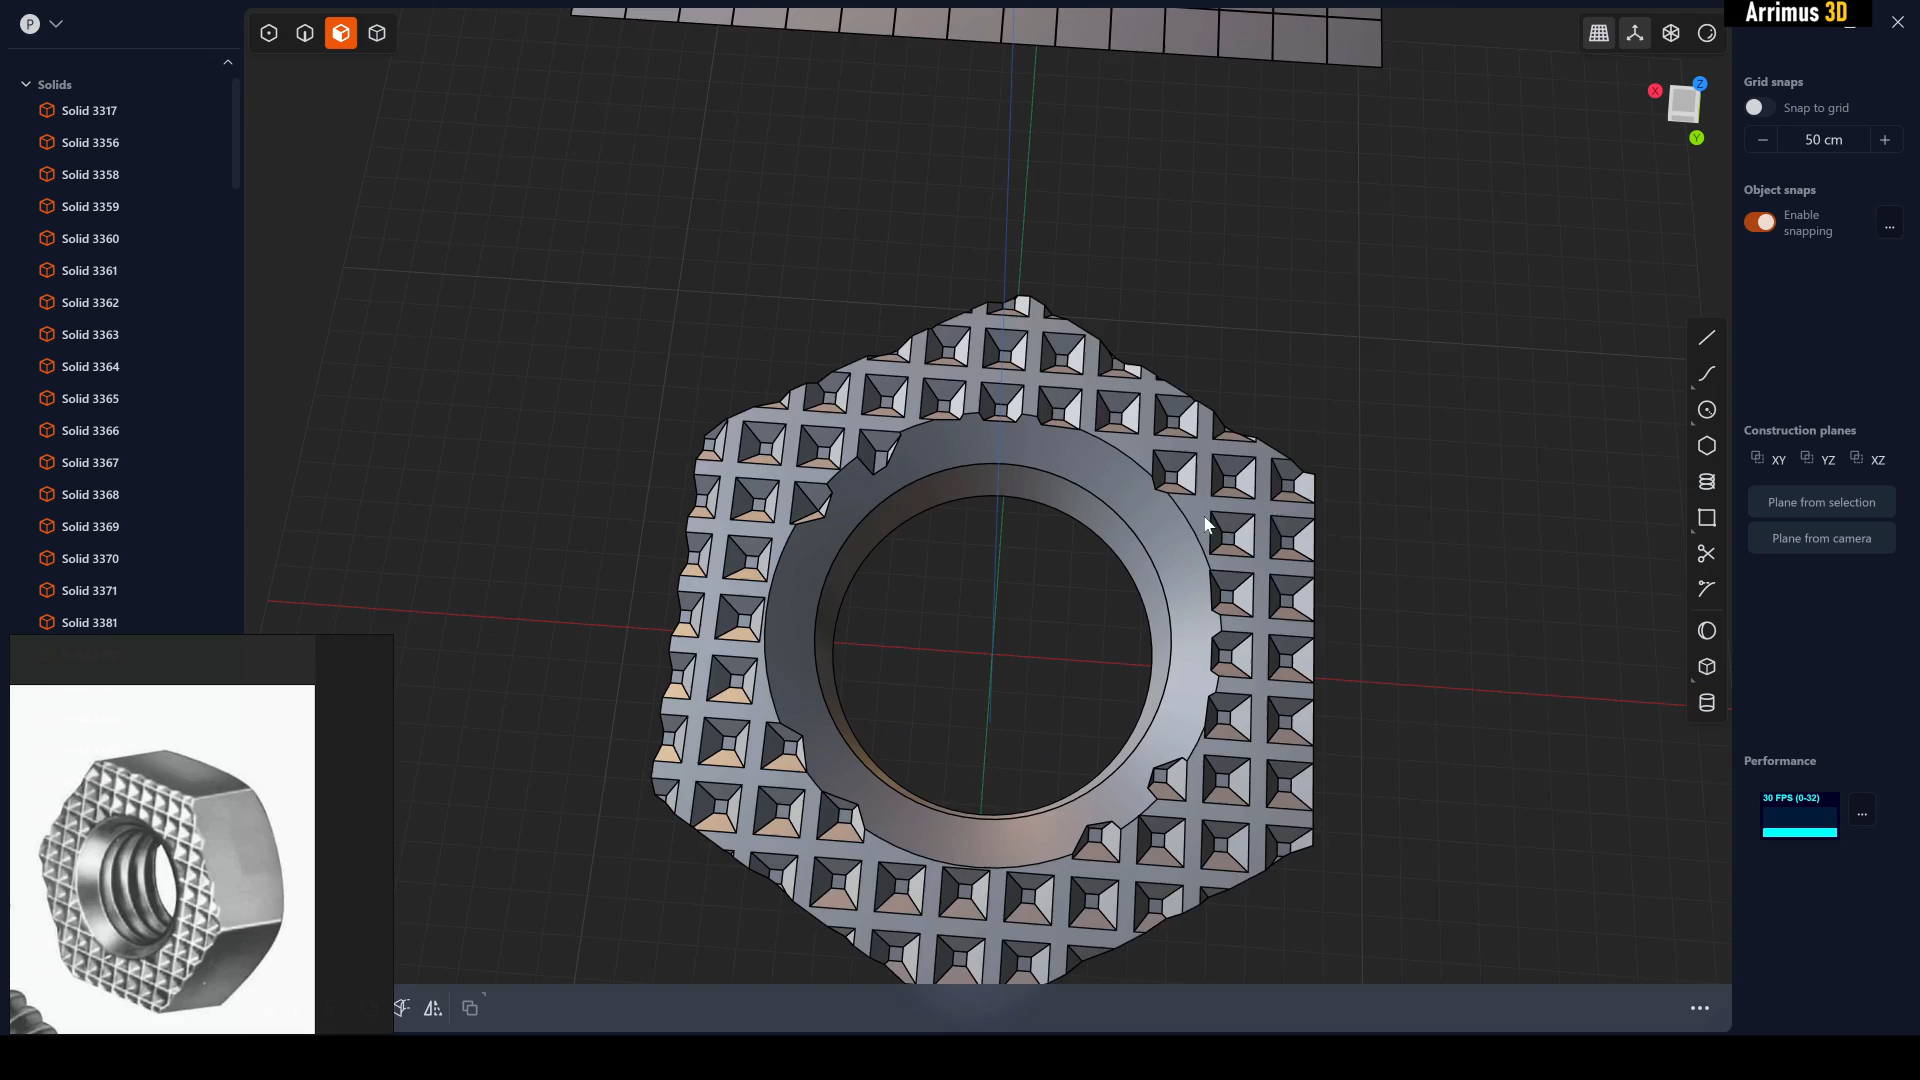 P
Solids
Solid 3317
Solid 3356
Solid 3358
Solid 3359
Solid 3360
Solid 3361
Solid 3362
Solid 3363
Solid 3364
Solid 3365
Solid 3366
Solid 3367
Solid 3368
Solid 3369
Solid 3370
Solid 3371
Solid 3381
Arrimus 3D
X
Z
Y
Grid snaps
Snap to grid
50 cm
Object snaps
Enable
snapping
...
Construction planes
XY YZ XZ
Plane from selection
Plane from camera
Performance
30 FPS (0-32)
...